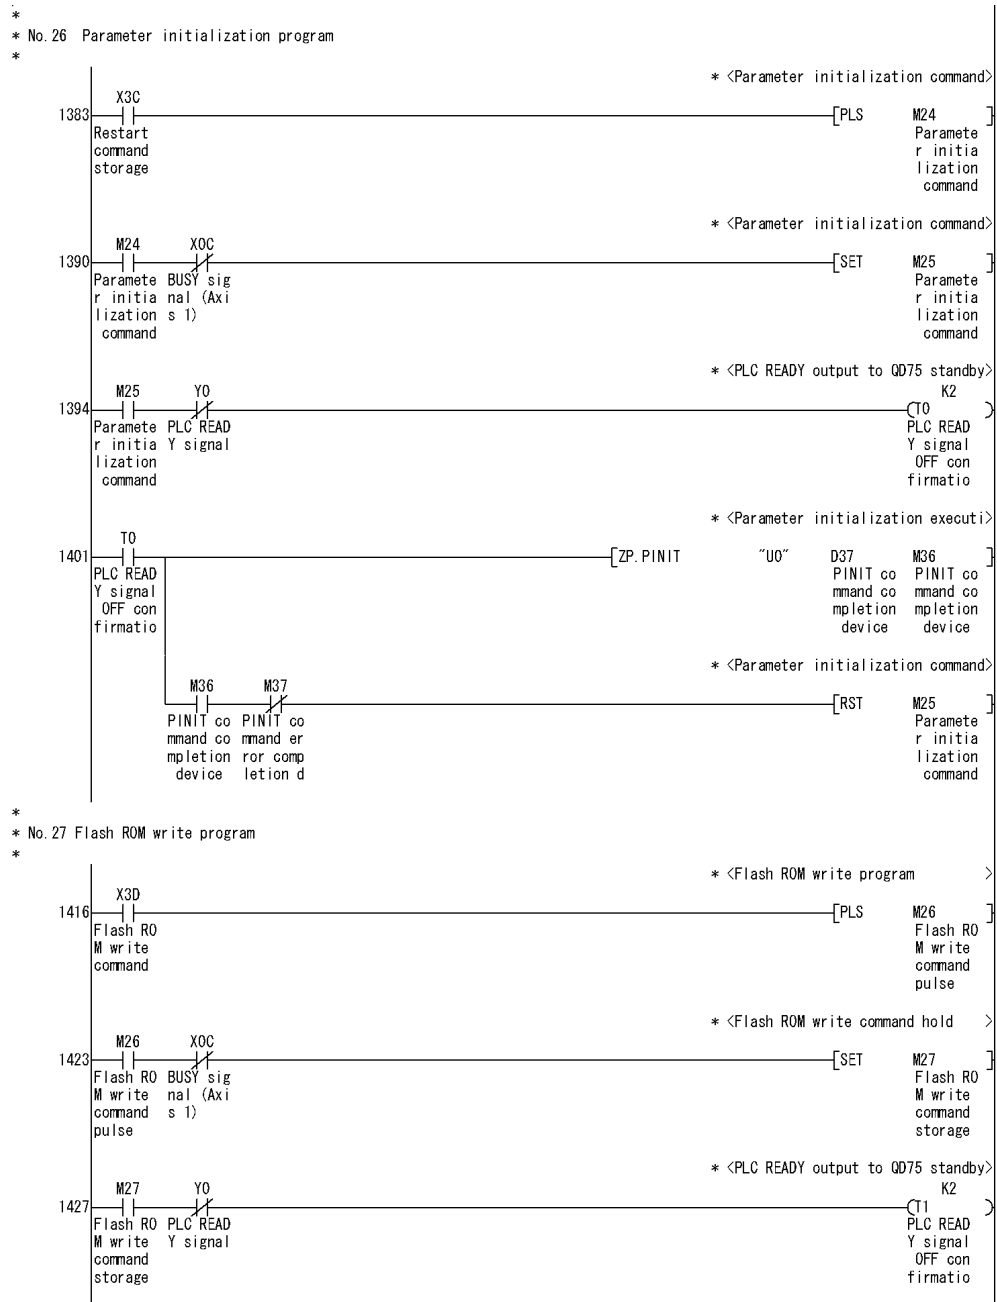 *
* No.26 Parameter initialization program
*
* <Parameter initialization command>
X3C
1383 [PLS M24 ]
Restart Paramete
command r initia
storage lization
command
* <Parameter initialization command>
M24 X0C
1390 [SET M25 ]
Paramete BUSY sig Paramete
r initia nal (Axi r initia
lization s 1) lization
command command
* <PLC READY output to QD75 standby>
M25 Y0 K2
1394 (T0 )
Paramete PLC READ PLC READ
r initia Y signal Y signal
lization OFF con
command firmatio
* <Parameter initialization executi>
T0
1401 [ZP.PINIT "U0" D37 M36 ]
PLC READ PINIT co PINIT co
Y signal mmand co mmand co
OFF con mpletion mpletion
firmatio device device
* <Parameter initialization command>
M36 M37
[RST M25 ]
PINIT co PINIT co Paramete
mmand co mmand er r initia
mpletion ror comp lization
device letion d command
*
* No.27 Flash ROM write program
*
* <Flash ROM write program >
X3D
1416 [PLS M26 ]
Flash RO Flash RO
M write M write
command command
pulse
* <Flash ROM write command hold >
M26 X0C
1423 [SET M27 ]
Flash RO BUSY sig Flash RO
M write nal (Axi M write
command s 1) command
pulse storage
* <PLC READY output to QD75 standby>
M27 Y0 K2
1427 (T1 )
Flash RO PLC READ PLC READ
M write Y signal Y signal
command OFF con
storage firmatio